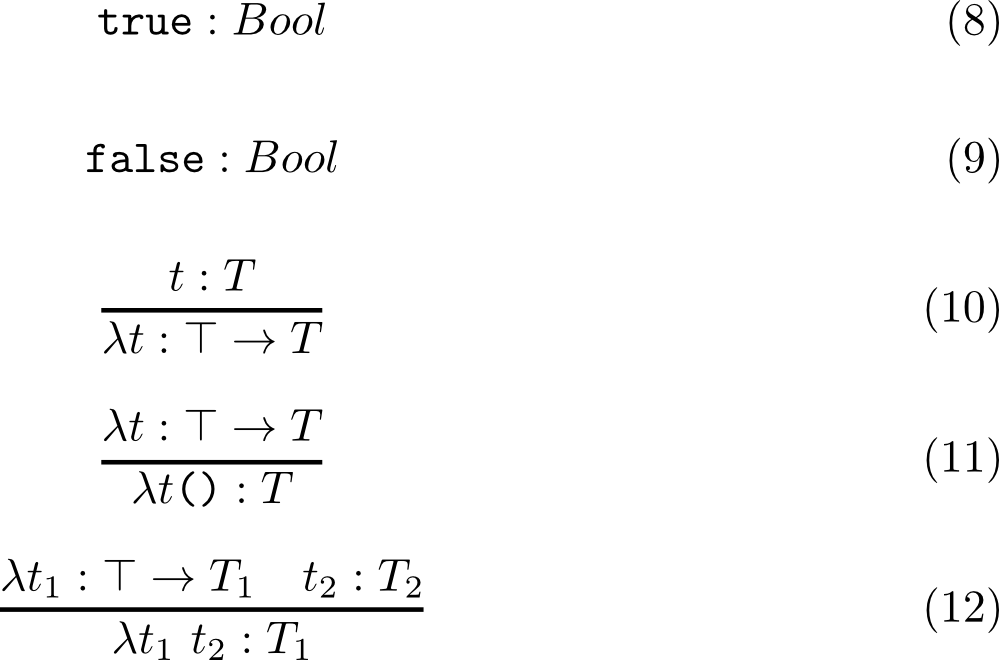 true : Bool (8)
false : Bool (9)
t : T
λt : ⊤ → T (10)
λt : ⊤ → T
λt() : T (11)
λt₁ : ⊤ → T₁ t₂ : T₂
λt₁ t₂ : T₁ (12)